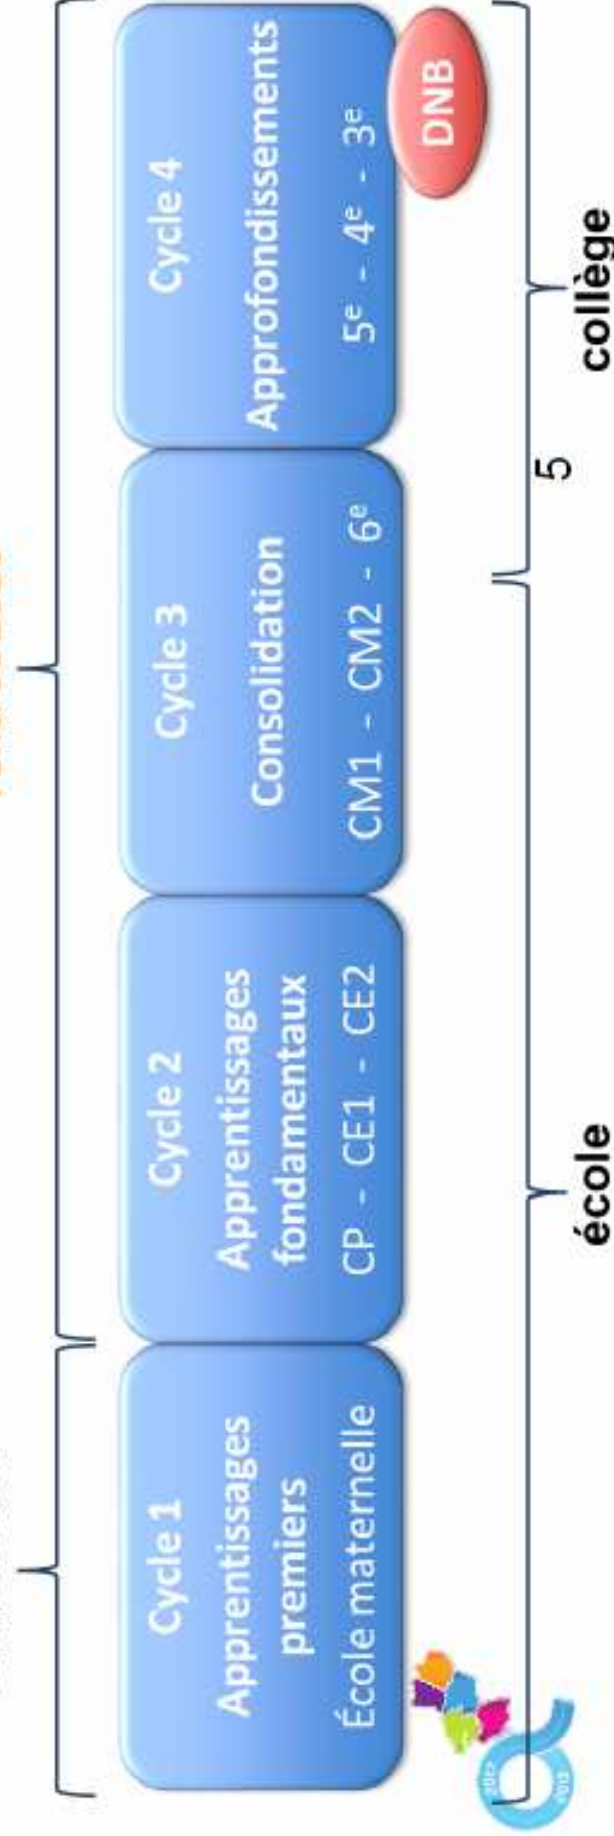 Cycle 1
Apprentissages
premiers
École maternelle
Cycle 2
Apprentissages
fondamentaux
CP - CE1 - CE2
Cycle 3
Consolidation
CM1 - CM2 - 6e
Cycle 4
Approfondissements
5e - 4e - 3e
DNB
école
5
collège